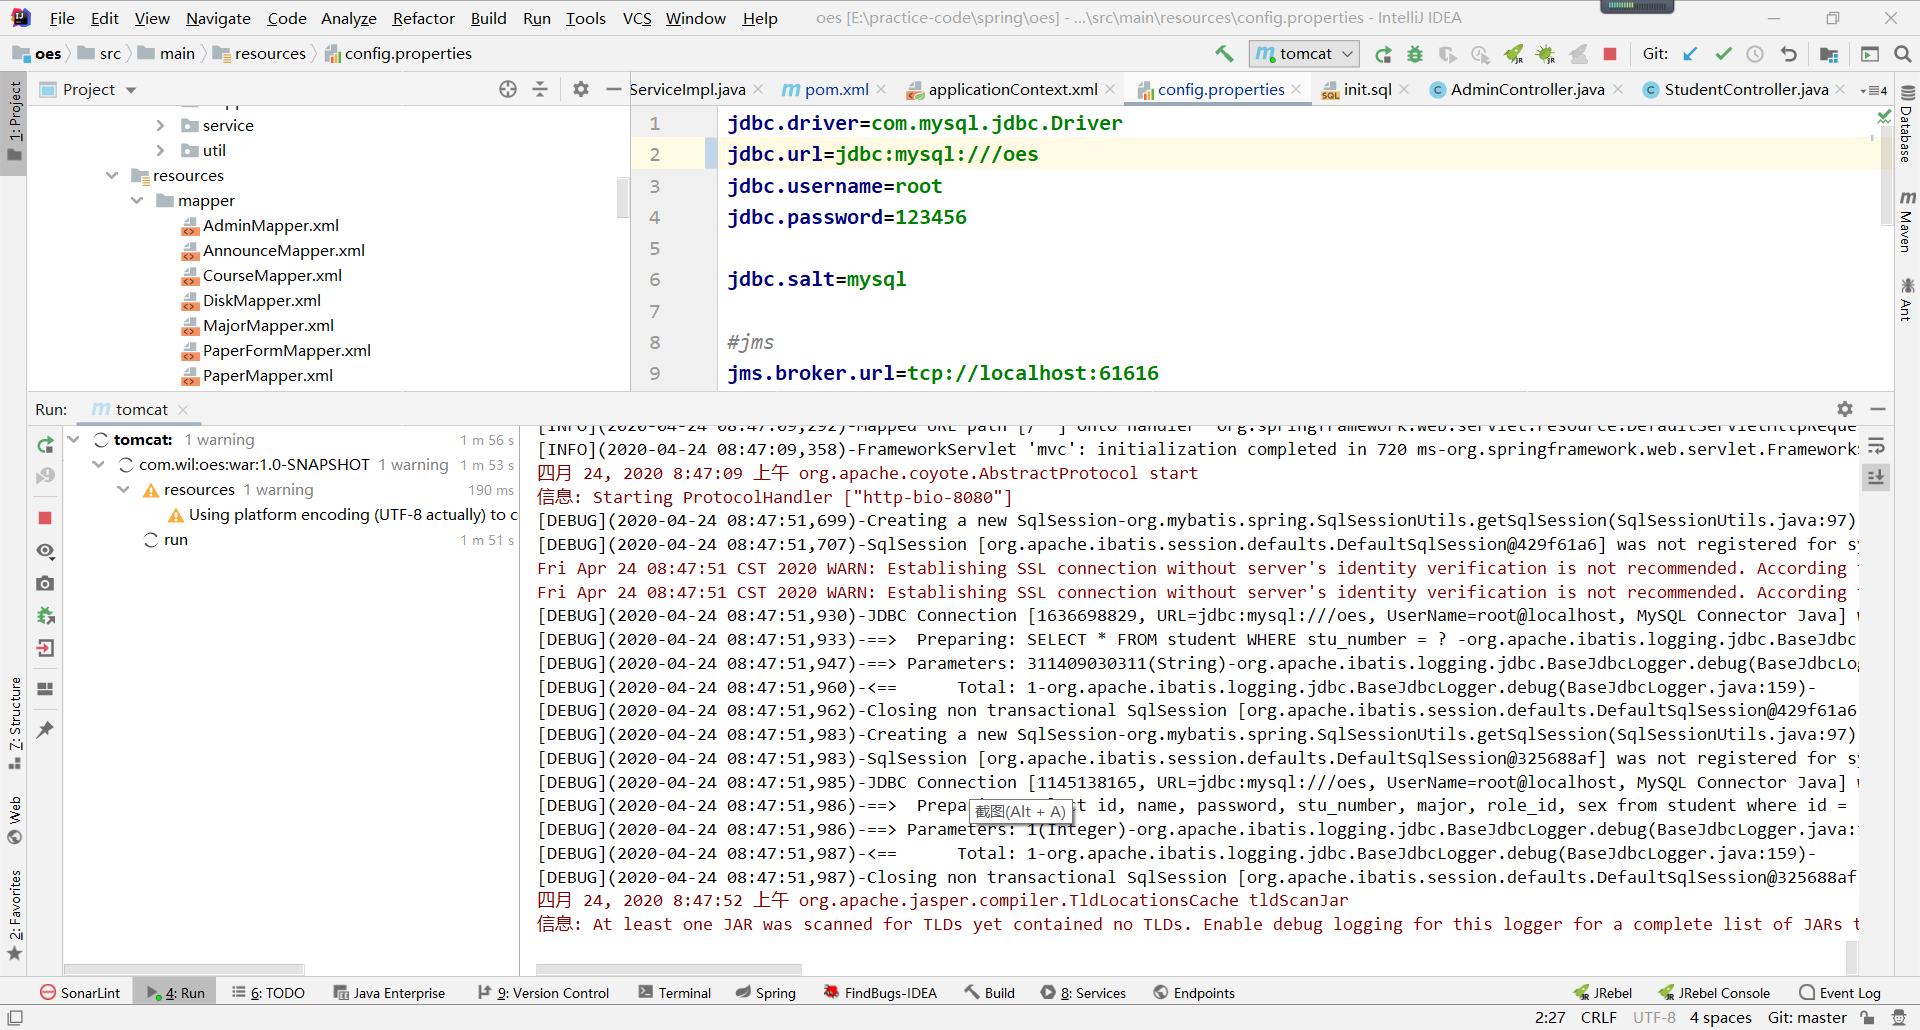 File Edit View Navigate Code Analyze Refactor Build Run Tools VCS Window Help oes [E:\practice-code\spring\oes] - ...\src\main\resources\config.properties - IntelliJ IDEA
oes src main resources config.properties tomcat Git:
Project
ServiceImpl.java pom.xml applicationContext.xml config.properties init.sql AdminController.java StudentController.java 4
1: Project
service
util
resources
mapper
AdminMapper.xml
AnnounceMapper.xml
CourseMapper.xml
DiskMapper.xml
MajorMapper.xml
PaperFormMapper.xml
PaperMapper.xml
1 jdbc.driver=com.mysql.jdbc.Driver
2 jdbc.url=jdbc:mysql:///oes
3 jdbc.username=root
4 jdbc.password=123456
5
6 jdbc.salt=mysql
7
8 #jms
9 jms.broker.url=tcp://localhost:61616
Database
Maven
Ant
Run: tomcat
tomcat: 1 warning 1 m 56 s
com.wil:oes:war:1.0-SNAPSHOT 1 warning 1 m 53 s
resources 1 warning 190 ms
Using platform encoding (UTF-8 actually) to c
run 1 m 51 s
[INFO](2020-04-24 08:47:09,292)-Mapped URL path [/**] onto handler 'org.springframework.web.servlet.resource.DefaultServletHttpReque
[INFO](2020-04-24 08:47:09,358)-FrameworkServlet 'mvc': initialization completed in 720 ms-org.springframework.web.servlet.Frameworks
四月 24, 2020 8:47:09 上午 org.apache.coyote.AbstractProtocol start
信息: Starting ProtocolHandler ["http-bio-8080"]
[DEBUG](2020-04-24 08:47:51,699)-Creating a new SqlSession-org.mybatis.spring.SqlSessionUtils.getSqlSession(SqlSessionUtils.java:97)
[DEBUG](2020-04-24 08:47:51,707)-SqlSession [org.apache.ibatis.session.defaults.DefaultSqlSession@429f61a6] was not registered for sy
Fri Apr 24 08:47:51 CST 2020 WARN: Establishing SSL connection without server's identity verification is not recommended. According
Fri Apr 24 08:47:51 CST 2020 WARN: Establishing SSL connection without server's identity verification is not recommended. According
[DEBUG](2020-04-24 08:47:51,930)-JDBC Connection [1636698829, URL=jdbc:mysql:///oes, UserName=root@localhost, MySQL Connector Java] w
[DEBUG](2020-04-24 08:47:51,933)-==> Preparing: SELECT * FROM student WHERE stu_number = ? -org.apache.ibatis.logging.jdbc.BaseJdbc
[DEBUG](2020-04-24 08:47:51,947)-==> Parameters: 311409030311(String)-org.apache.ibatis.logging.jdbc.BaseJdbcLogger.debug(BaseJdbcLog
[DEBUG](2020-04-24 08:47:51,960)-<== Total: 1-org.apache.ibatis.logging.jdbc.BaseJdbcLogger.debug(BaseJdbcLogger.java:159)-
[DEBUG](2020-04-24 08:47:51,962)-Closing non transactional SqlSession [org.apache.ibatis.session.defaults.DefaultSqlSession@429f61a6
[DEBUG](2020-04-24 08:47:51,983)-Creating a new SqlSession-org.mybatis.spring.SqlSessionUtils.getSqlSession(SqlSessionUtils.java:97)
[DEBUG](2020-04-24 08:47:51,983)-SqlSession [org.apache.ibatis.session.defaults.DefaultSqlSession@325688af] was not registered for sy
[DEBUG](2020-04-24 08:47:51,985)-JDBC Connection [1145138165, URL=jdbc:mysql:///oes, UserName=root@localhost, MySQL Connector Java] w
[DEBUG](2020-04-24 08:47:51,986)-==> Prepa id, name, password, stu_number, major, role_id, sex from student where id =
截图(Alt + A)
[DEBUG](2020-04-24 08:47:51,986)-==> Parameters: 1(Integer)-org.apache.ibatis.logging.jdbc.BaseJdbcLogger.debug(BaseJdbcLogger.java:
[DEBUG](2020-04-24 08:47:51,987)-<== Total: 1-org.apache.ibatis.logging.jdbc.BaseJdbcLogger.debug(BaseJdbcLogger.java:159)-
[DEBUG](2020-04-24 08:47:51,987)-Closing non transactional SqlSession [org.apache.ibatis.session.defaults.DefaultSqlSession@325688af
四月 24, 2020 8:47:52 上午 org.apache.jasper.compiler.TldLocationsCache tldScanJar
信息: At least one JAR was scanned for TLDs yet contained no TLDs. Enable debug logging for this logger for a complete list of JARs t
7: Structure
Web
2: Favorites
SonarLint 4: Run 6: TODO Java Enterprise 9: Version Control Terminal Spring FindBugs-IDEA Build 8: Services Endpoints JRebel JRebel Console Event Log
2:27 CRLF UTF-8 4 spaces Git: master